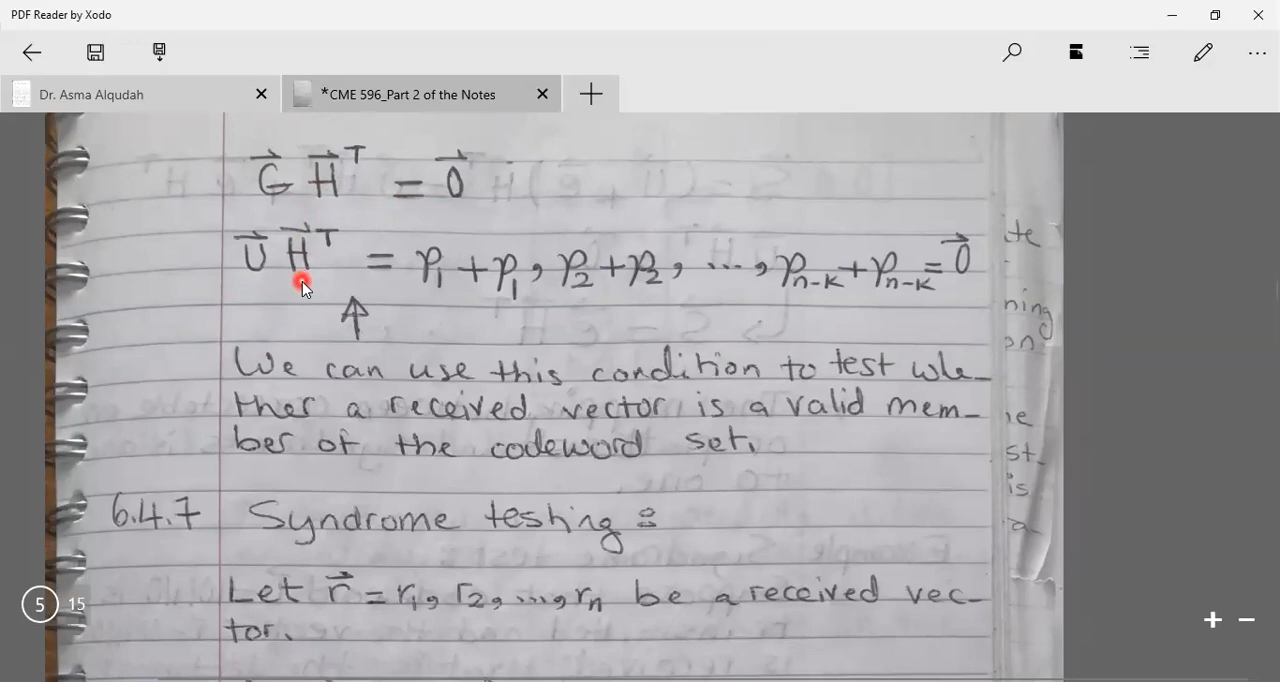 PDF Reader by Xodo
Dr. Asma Alqudah
*CME 596_Part 2 of the Notes
G⃗ H⃗ᵀ = 0⃗
U⃗ H⃗ᵀ = p₁+p₁, p₂+p₂, ..., pₙ₋ₖ+pₙ₋ₖ = 0⃗
↑
We can use this condition to test whe-
ther a received vector is a valid mem-
ber of the codeword set.
6.4.7 Syndrome testing:
Let r⃗ = r₁, r₂, ..., rₙ be a received vec-
tor.
5 15